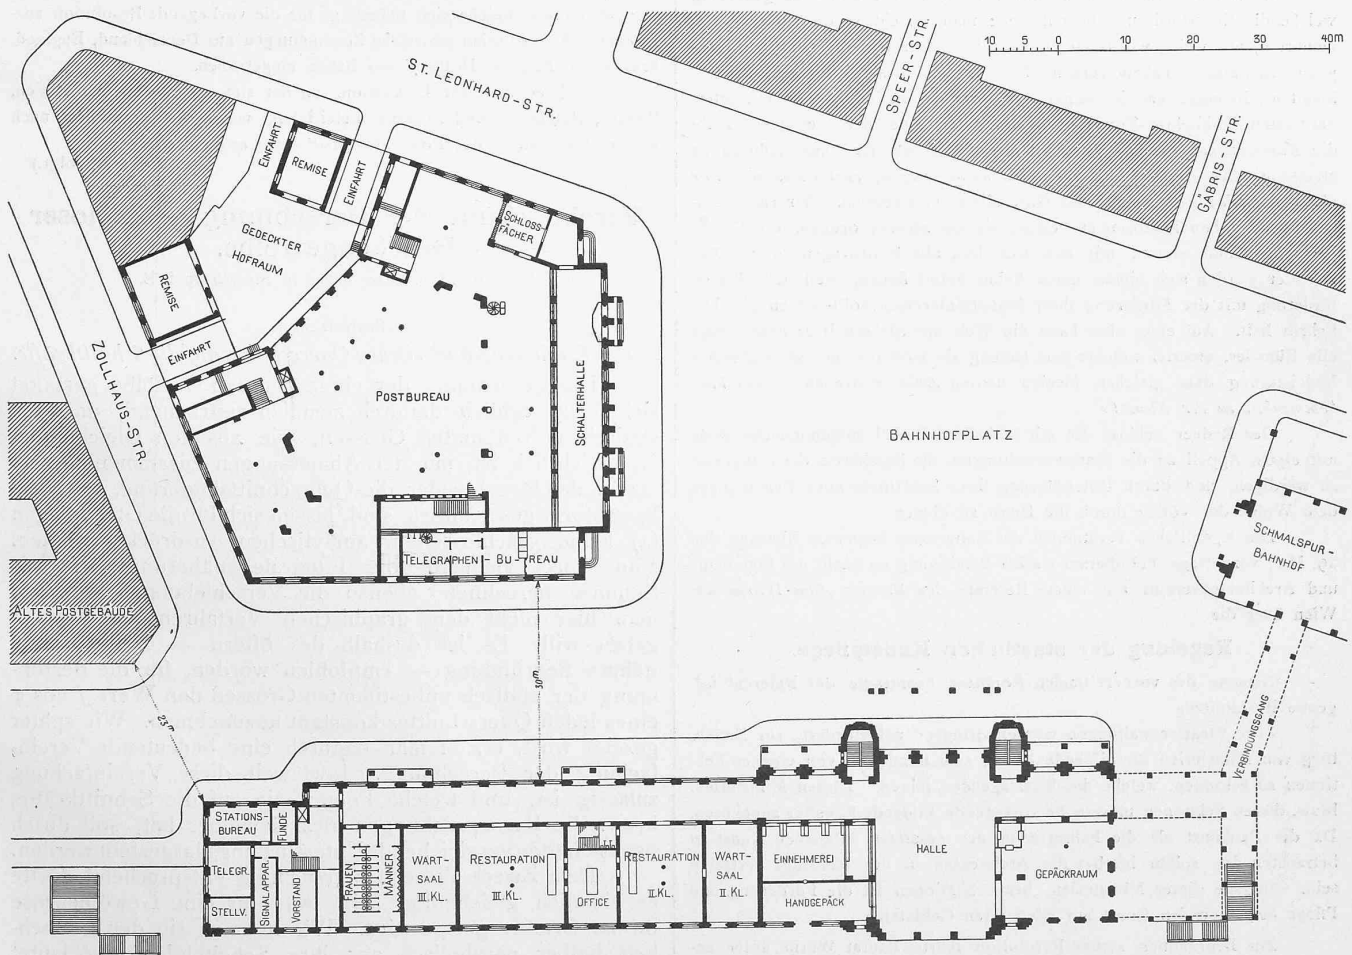 ST. LEONHARD-STR.
SPEER-STR.
GÄBRIS-STR.
10 5 0 10 20 30 40m
EINFAHRT
REMISE
EINFAHRT
SCHLOSS-
FÄCHER
GEDECKTER
HOFRAUM
REMISE
EINFAHRT
ZOLLHAUS-STR.
POSTBUREAU
SCHALTERHALLE
BAHNHOFPLATZ
SCHMALSPUR-
BAHNHOF
TELEGRAPHEN-BUREAU
ALTES POSTGEBÄUDE
30m
23m
VERBINDUNGSGANG
STATIONS-
BUREAU
FUNDE
TELEGR.
STELLV.
SIGNALAPPAR.
VORSTAND
FRAUEN
MÄNNER
WART-
SAAL
III. KL.
RESTAURATION
III. KL.
OFFICE
RESTAURATION
II. KL.
WART-
SAAL
II KL.
EINNEHMEREI
HANDGEPÄCK
HALLE
GEPÄCKRAUM